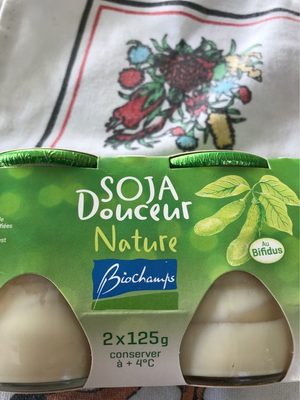 SOJA
Douceur
Nature
Au
Bifidus
BioChamps
2x125g
conserver
à + 4°C